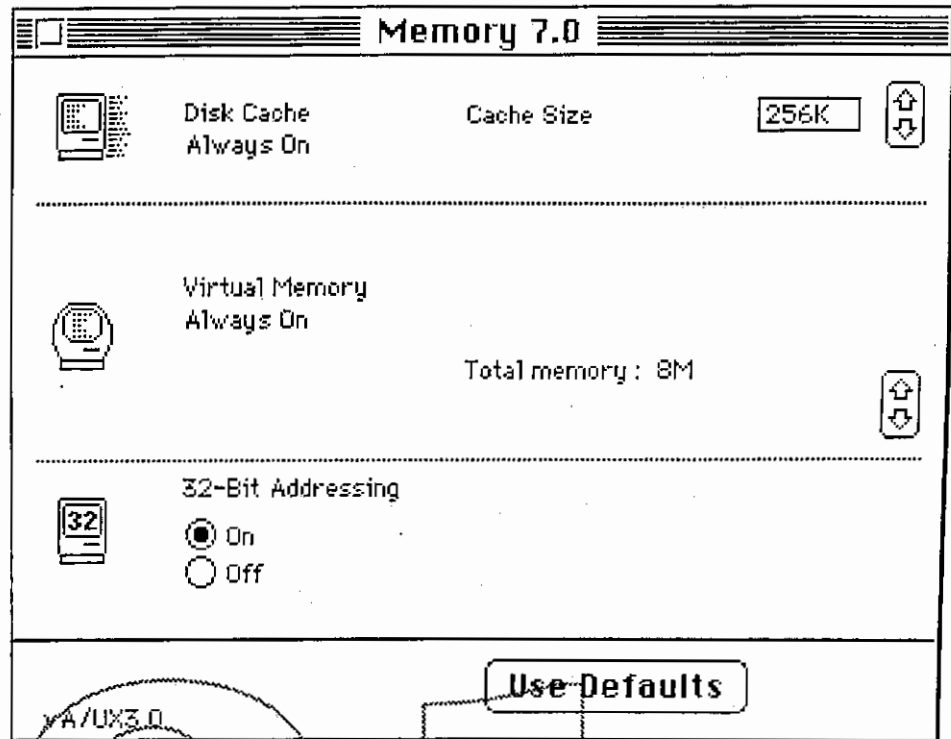 Memory 7.0
Disk Cache
Always On
Cache Size
256K
Virtual Memory
Always On
Total memory : 8M
32-Bit Addressing
32
On
Off
Use Defaults
A/UX3.0